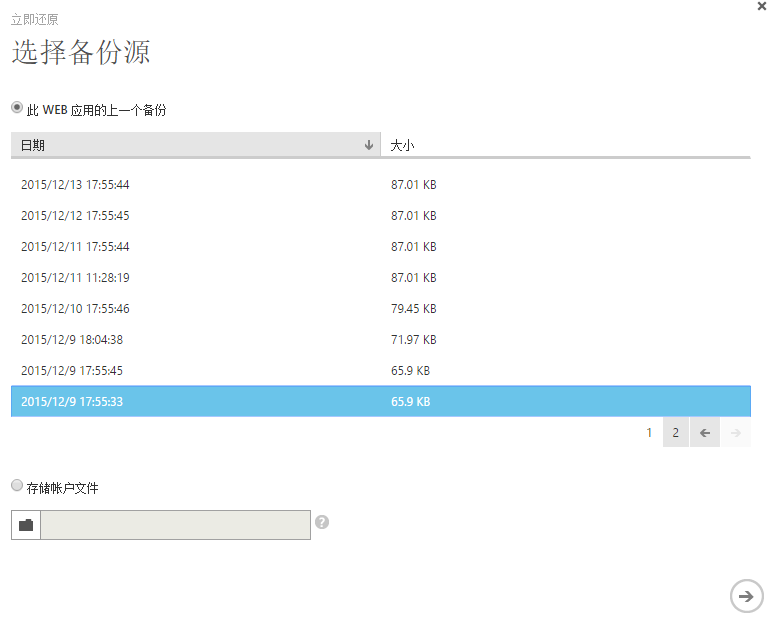 立即还原
选择备份源
此 WEB 应用的上一个备份
日期 大小
2015/12/13 17:55:44 87.01 KB
2015/12/12 17:55:45 87.01 KB
2015/12/11 17:55:44 87.01 KB
2015/12/11 11:28:19 87.01 KB
2015/12/10 17:55:46 79.45 KB
2015/12/9 18:04:38 71.97 KB
2015/12/9 17:55:45 65.9 KB
2015/12/9 17:55:33 65.9 KB
1 2
存储帐户文件
?